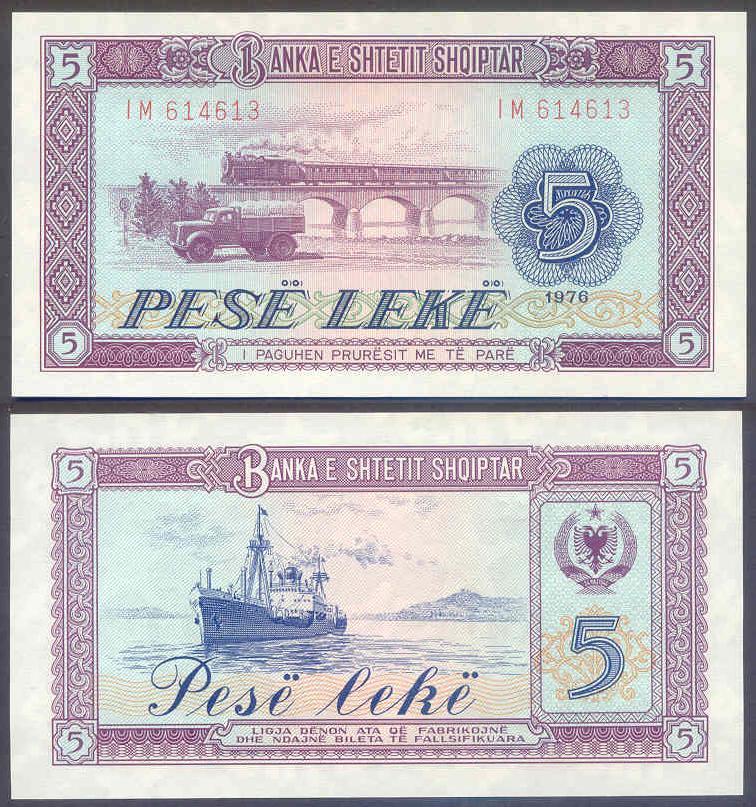 5 BANKA E SHTETIT SHQIPTAR 5
IM 614613 IM 614613
5
PESË LEKË 1976
5 I PAGUHEN PRURËSIT ME TË PARË 5
5 BANKA E SHTETIT SHQIPTAR 5
5
Pesë lekë
5 LIGJA DËNON ATA QË FABRIKOJNË 5
DHE NDAJNË BILETA TË FALLSIFIKUARA